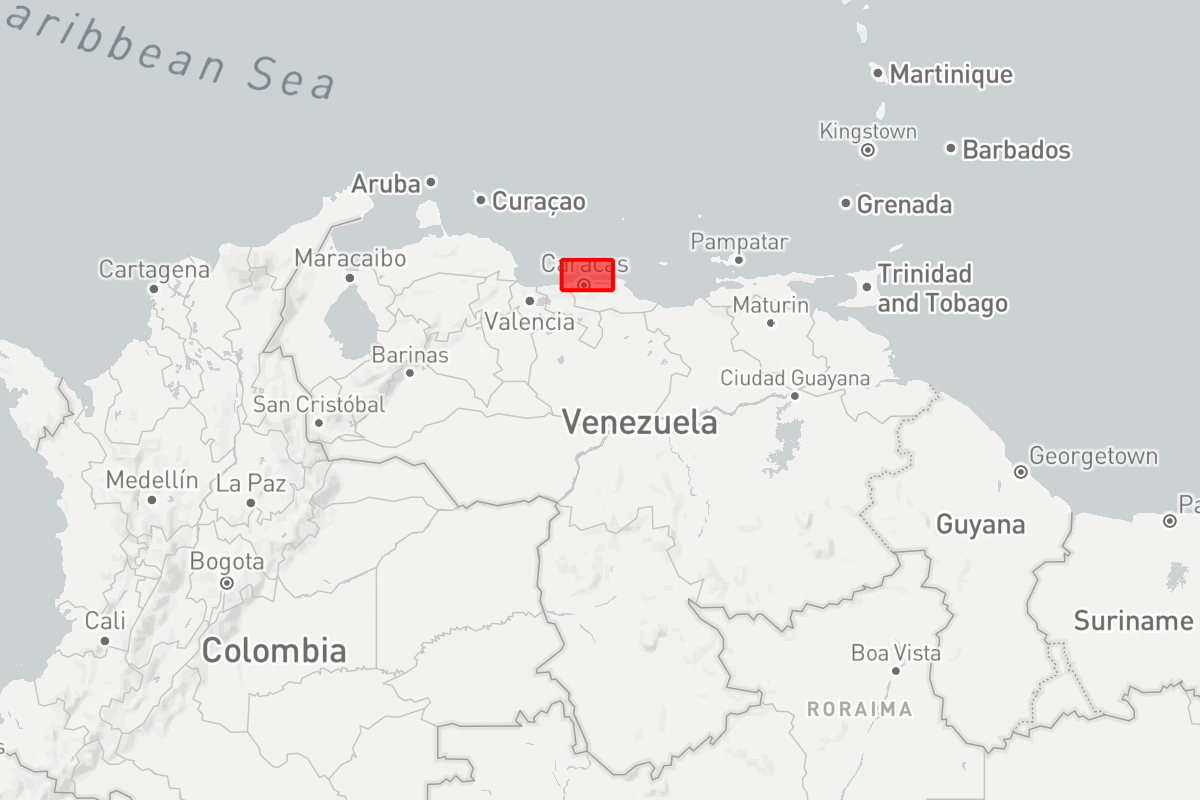 aribbean Sea
Martinique
Kingstown
Barbados
Aruba
Curaçao
Grenada
Pampatar
Maracaibo
Cartagena
Caracas
Trinidad
and Tobago
Maturin
Valencia
Barinas
Ciudad Guayana
San Cristóbal
Venezuela
Georgetown
Medellín
La Paz
Pa
Guyana
Bogota
Cali
Suriname
Colombia
Boa Vista
RORAIMA
s